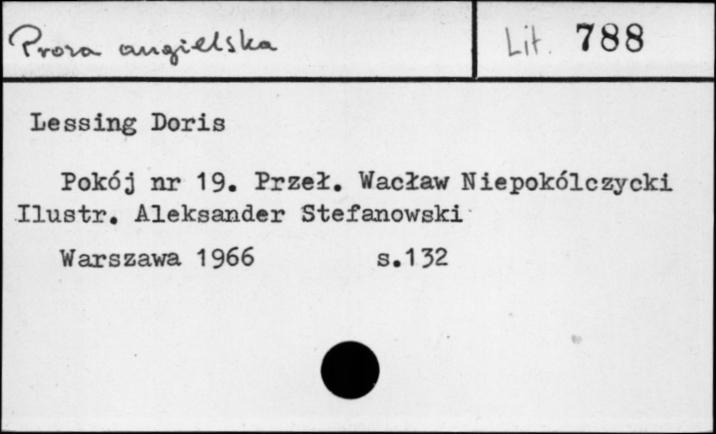 Proza angielska
Lit. 788
Lessing Doris
Pokój nr 19. Przeł. Wacław Niepokólczycki
Ilustr. Aleksander Stefanowski
Warszawa 1966 s.132